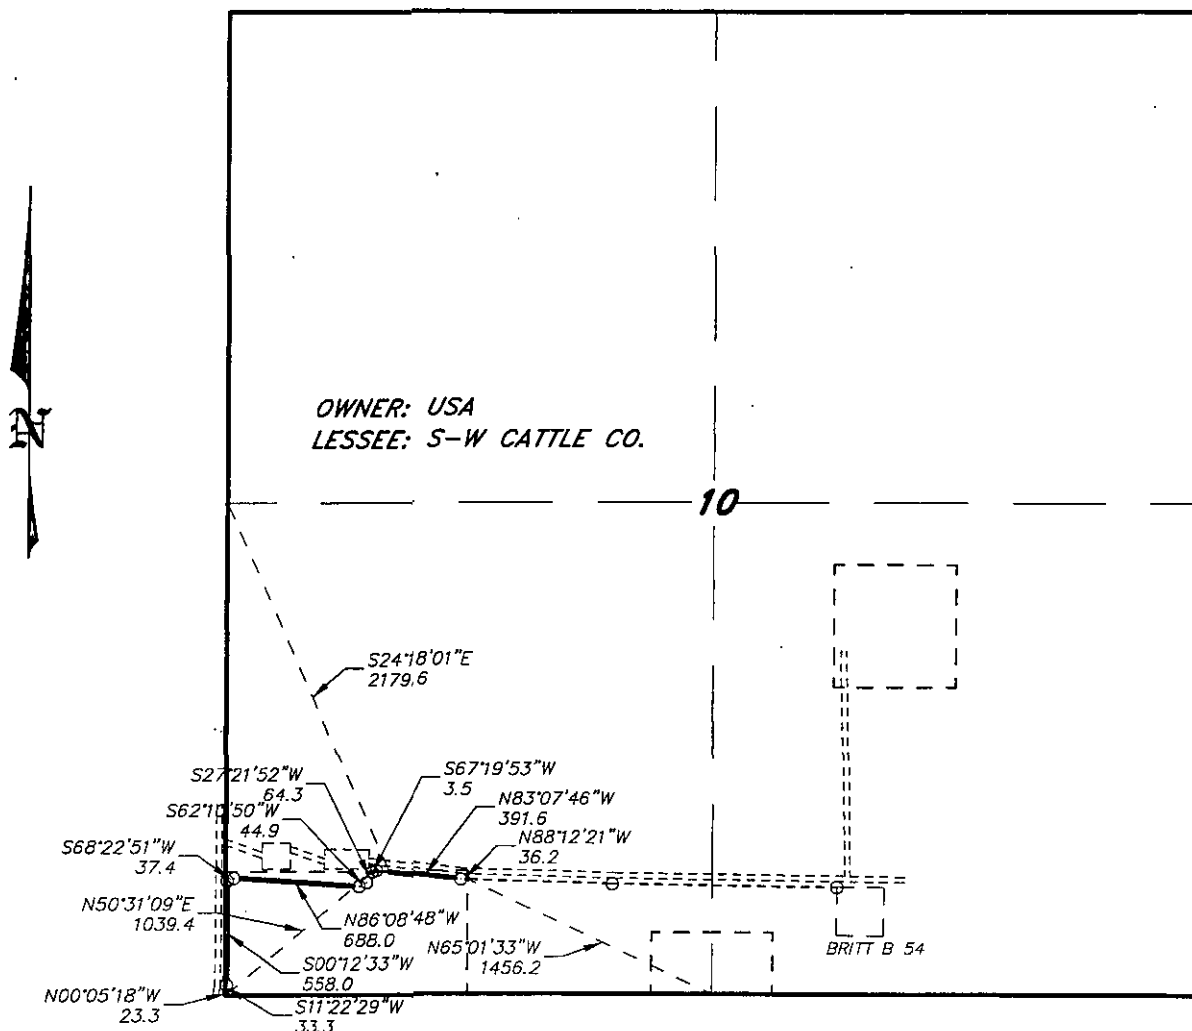 N
OWNER: USA
LESSEE: S-W CATTLE CO.
10
S24°18'01"E
2179.6
S27°21'52"W
64.3
S67°19'53"W
3.5
44.9
N83°07'46"W
391.6
N88°12'21"W
36.2
S68°22'51"W
37.4
N50°31'09"E
1039.4
N86°08'48"W
688.0
N65°01'33"W
1456.2
BRITT B 54
S00°12'33"W
558.0
N00°05'18"W
23.3
S11°22'29"W
33.3